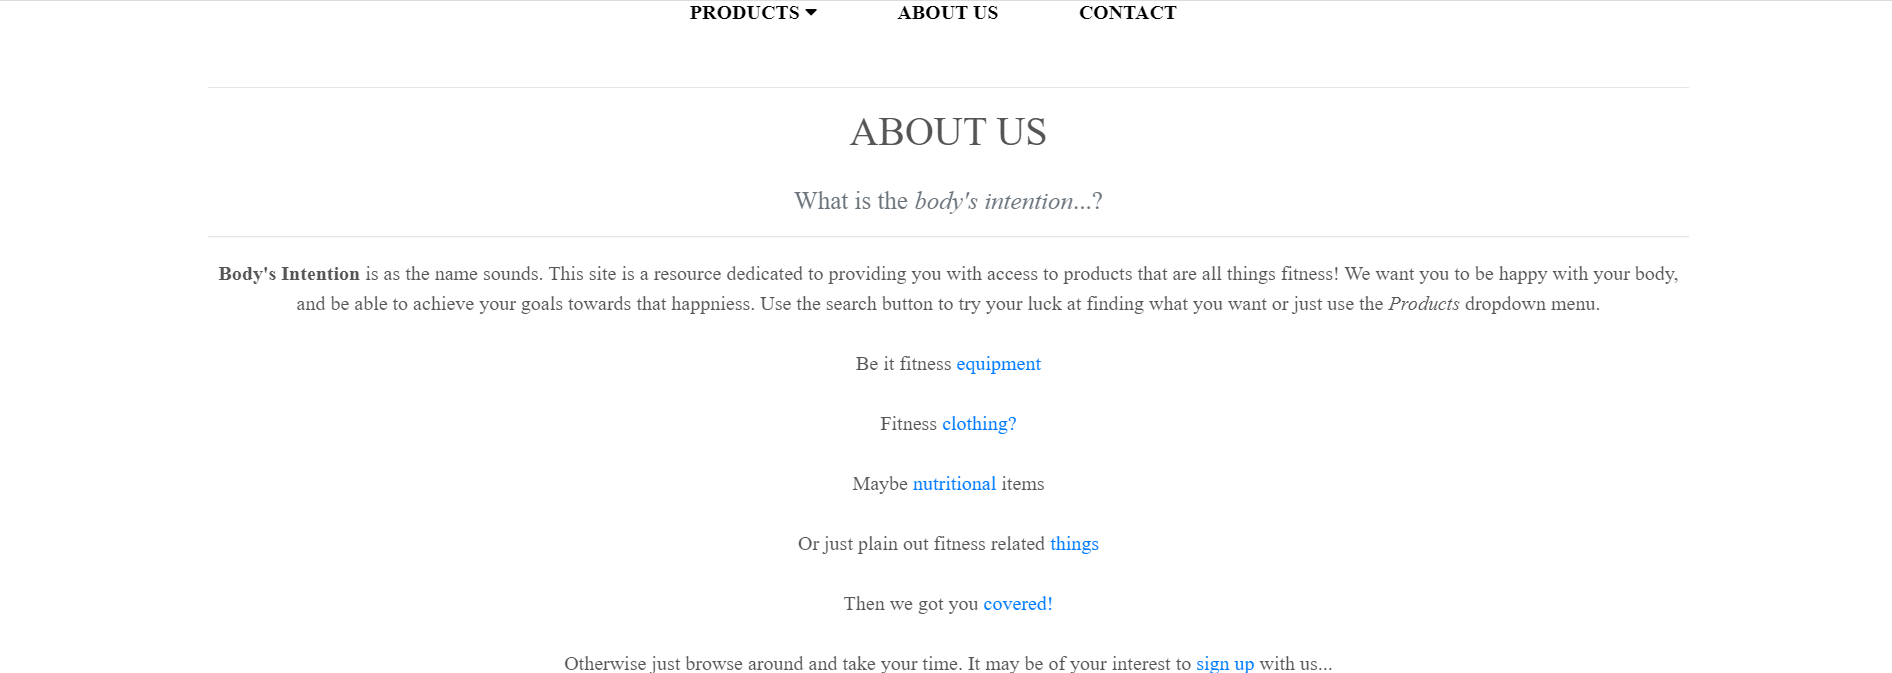 PRODUCTS ABOUT US CONTACT
ABOUT US
What is the body's intention...?
Body's Intention is as the name sounds. This site is a resource dedicated to providing you with access to products that are all things fitness! We want you to be happy with your body,
and be able to achieve your goals towards that happniess. Use the search button to try your luck at finding what you want or just use the Products dropdown menu.
Be it fitness equipment
Fitness clothing?
Maybe nutritional items
Or just plain out fitness related things
Then we got you covered!
Otherwise just browse around and take your time. It may be of your interest to sign up with us...